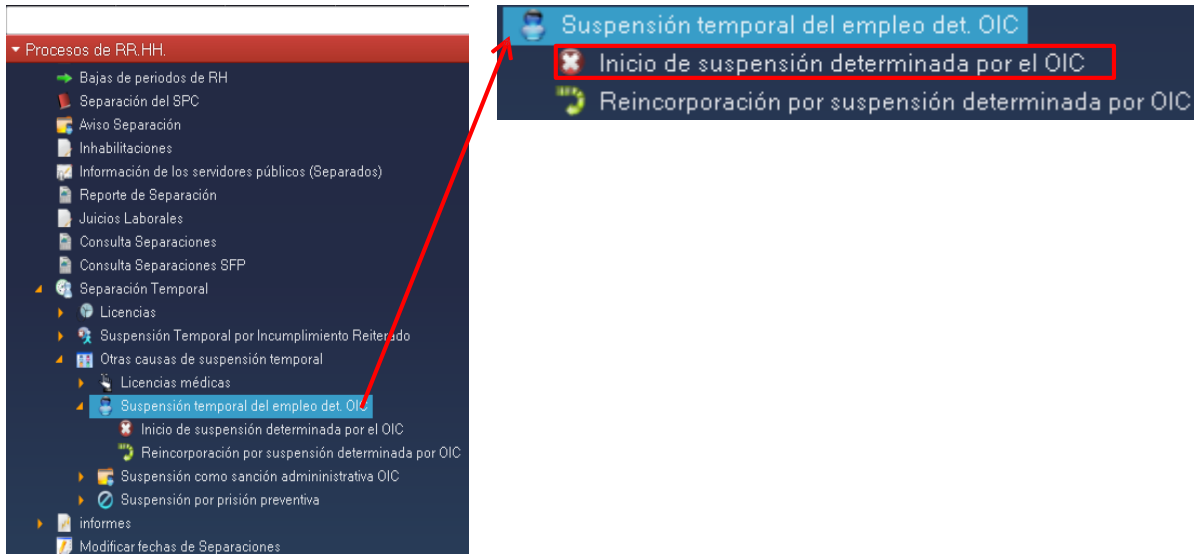 Procesos de RR.HH.
Bajas de periodos de RH
Separación del SPC
Aviso Separación
Inhabilitaciones
Información de los servidores públicos (Separados)
Reporte de Separación
Juicios Laborales
Consulta Separaciones
Consulta Separaciones SFP
Separación Temporal
Licencias
Suspensión Temporal por Incumplimiento Reiterado
Otras causas de suspensión temporal
Licencias médicas
Suspensión temporal del empleo det. OIC
Inicio de suspensión determinada por el OIC
Reincorporación por suspensión determinada por OIC
Suspensión como sanción admininistrativa OIC
Suspensión por prisión preventiva
informes
Modificar fechas de Separaciones
Suspensión temporal del empleo det. OIC
Inicio de suspensión determinada por el OIC
Reincorporación por suspensión determinada por OIC